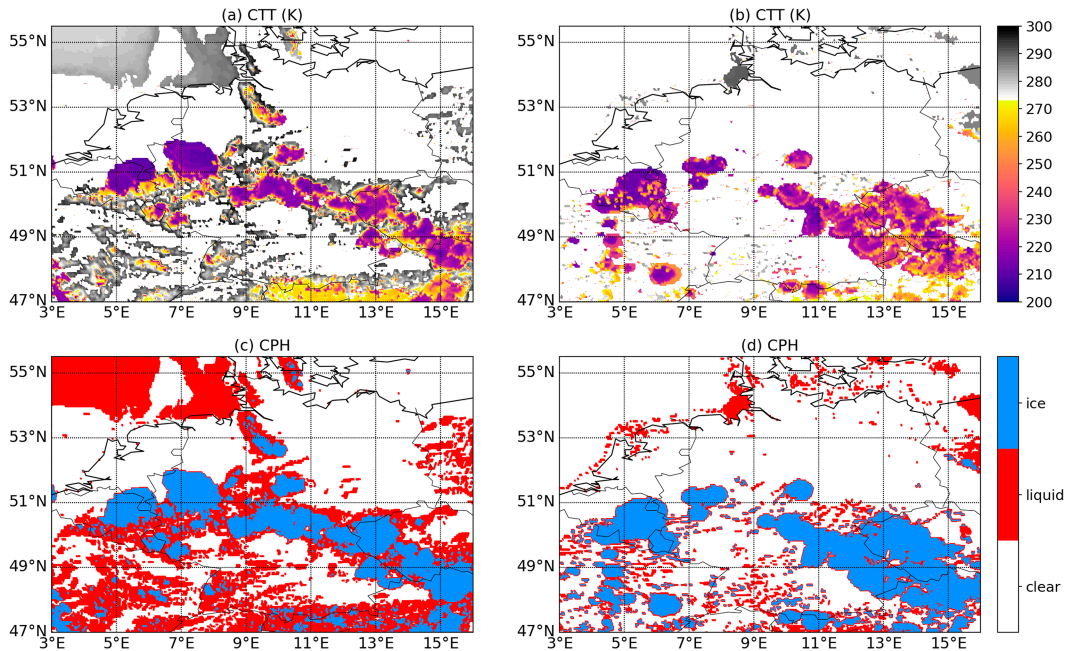 (a) CTT (K)
(b) CTT (K)
55°N
53°N
51°N
49°N
47°N
3°E 5°E 7°E 9°E 11°E 13°E 15°E
55°N
53°N
51°N
49°N
47°N
3°E 5°E 7°E 9°E 11°E 13°E 15°E
300
290
280
270
260
250
240
230
220
210
200
(c) CPH
(d) CPH
55°N
53°N
51°N
49°N
47°N
3°E 5°E 7°E 9°E 11°E 13°E 15°E
55°N
53°N
51°N
49°N
47°N
3°E 5°E 7°E 9°E 11°E 13°E 15°E
ice
liquid
clear